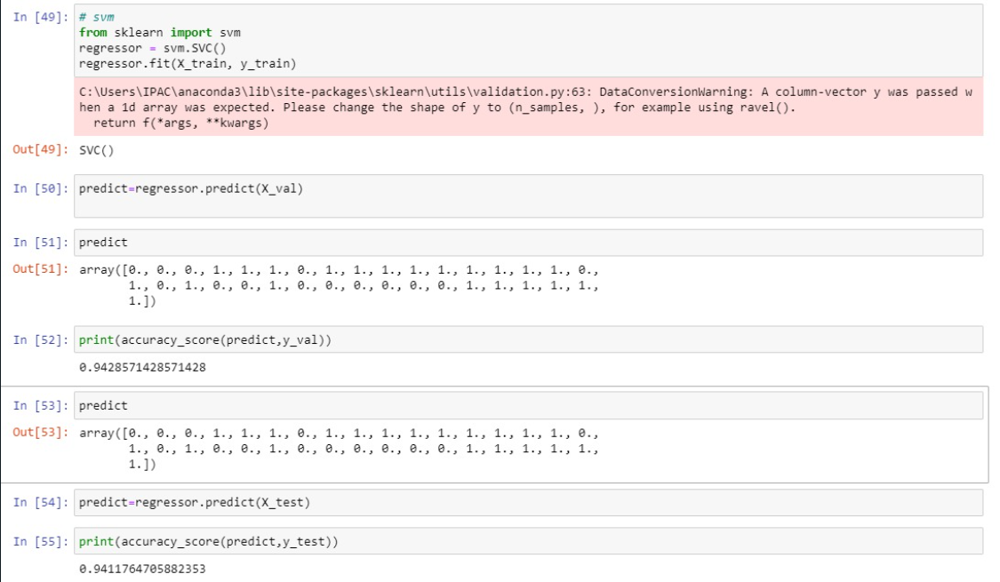 In [49]: # svm
from sklearn import svm
regressor = svm.SVC()
regressor.fit(X_train, y_train)
C:\Users\IPAC\anaconda3\lib\site-packages\sklearn\utils\validation.py:63: DataConversionWarning: A column-vector y was passed w
hen a 1d array was expected. Please change the shape of y to (n_samples, ), for example using ravel().
return f(*args, **kwargs)
Out[49]: SVC()
In [50]: predict=regressor.predict(X_val)
In [51]: predict
Out[51]: array([0., 0., 0., 1., 1., 1., 0., 1., 1., 1., 1., 1., 1., 1., 1., 1., 0.,
1., 0., 1., 0., 0., 1., 0., 0., 0., 0., 0., 0., 1., 1., 1., 1., 1.,
1.])
In [52]: print(accuracy_score(predict,y_val))
0.9428571428571428
In [53]: predict
Out[53]: array([0., 0., 0., 1., 1., 1., 0., 1., 1., 1., 1., 1., 1., 1., 1., 1., 0.,
1., 0., 1., 0., 0., 1., 0., 0., 0., 0., 0., 0., 1., 1., 1., 1., 1.,
1.])
In [54]: predict=regressor.predict(X_test)
In [55]: print(accuracy_score(predict,y_test))
0.9411764705882353